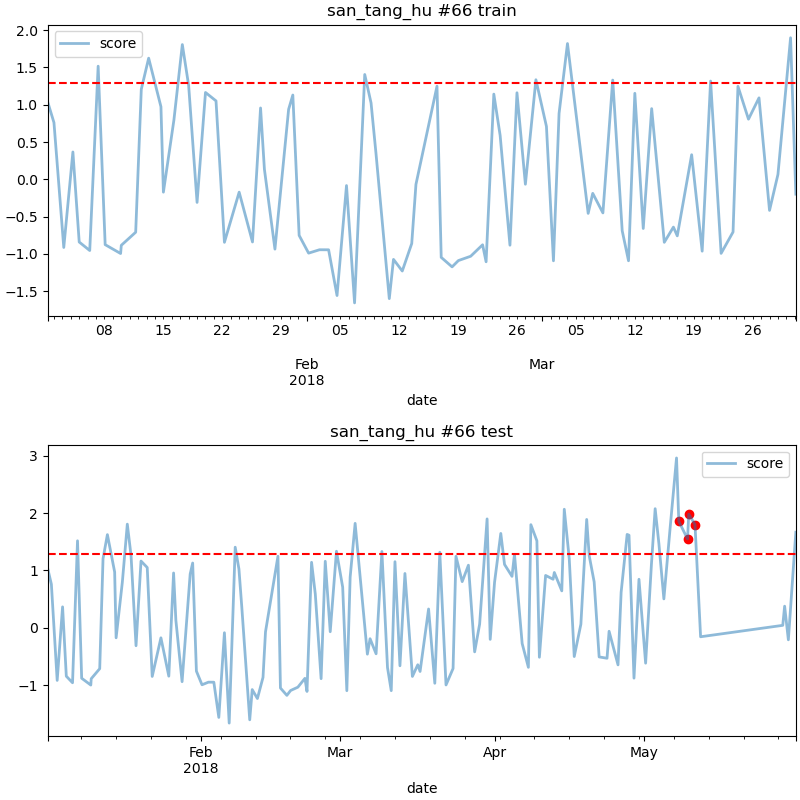 san_tang_hu #66 train
score
2.0
1.5
1.0
0.5
0.0
−0.5
−1.0
−1.5
08 15 22 29 05 12 19 26 05 12 19 26
Feb Mar
2018
date
san_tang_hu #66 test
score
3
2
1
0
−1
Feb Mar Apr May
2018
date